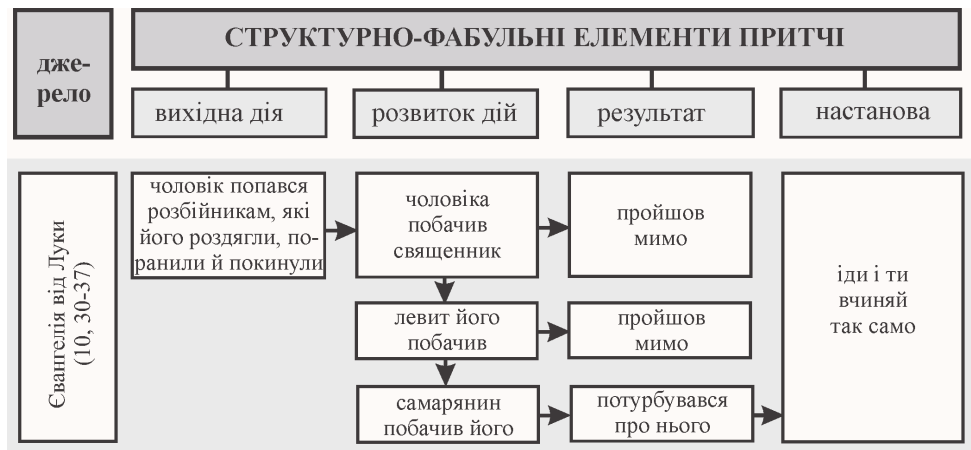 СТРУКТУРНО-ФАБУЛЬНІ ЕЛЕМЕНТИ ПРИТЧІ
дже-
рело
вихідна дія
розвиток дій
результат
настанова
Євангелія від Луки
(10, 30-37)
чоловік попався
розбійникам, які
його роздягли, по-
ранили й покинули
чоловіка
побачив
священник
пройшов
мимо
левит його
побачив
пройшов
мимо
самарянин
побачив його
потурбувався
про нього
іди і ти
вчиняй
так само